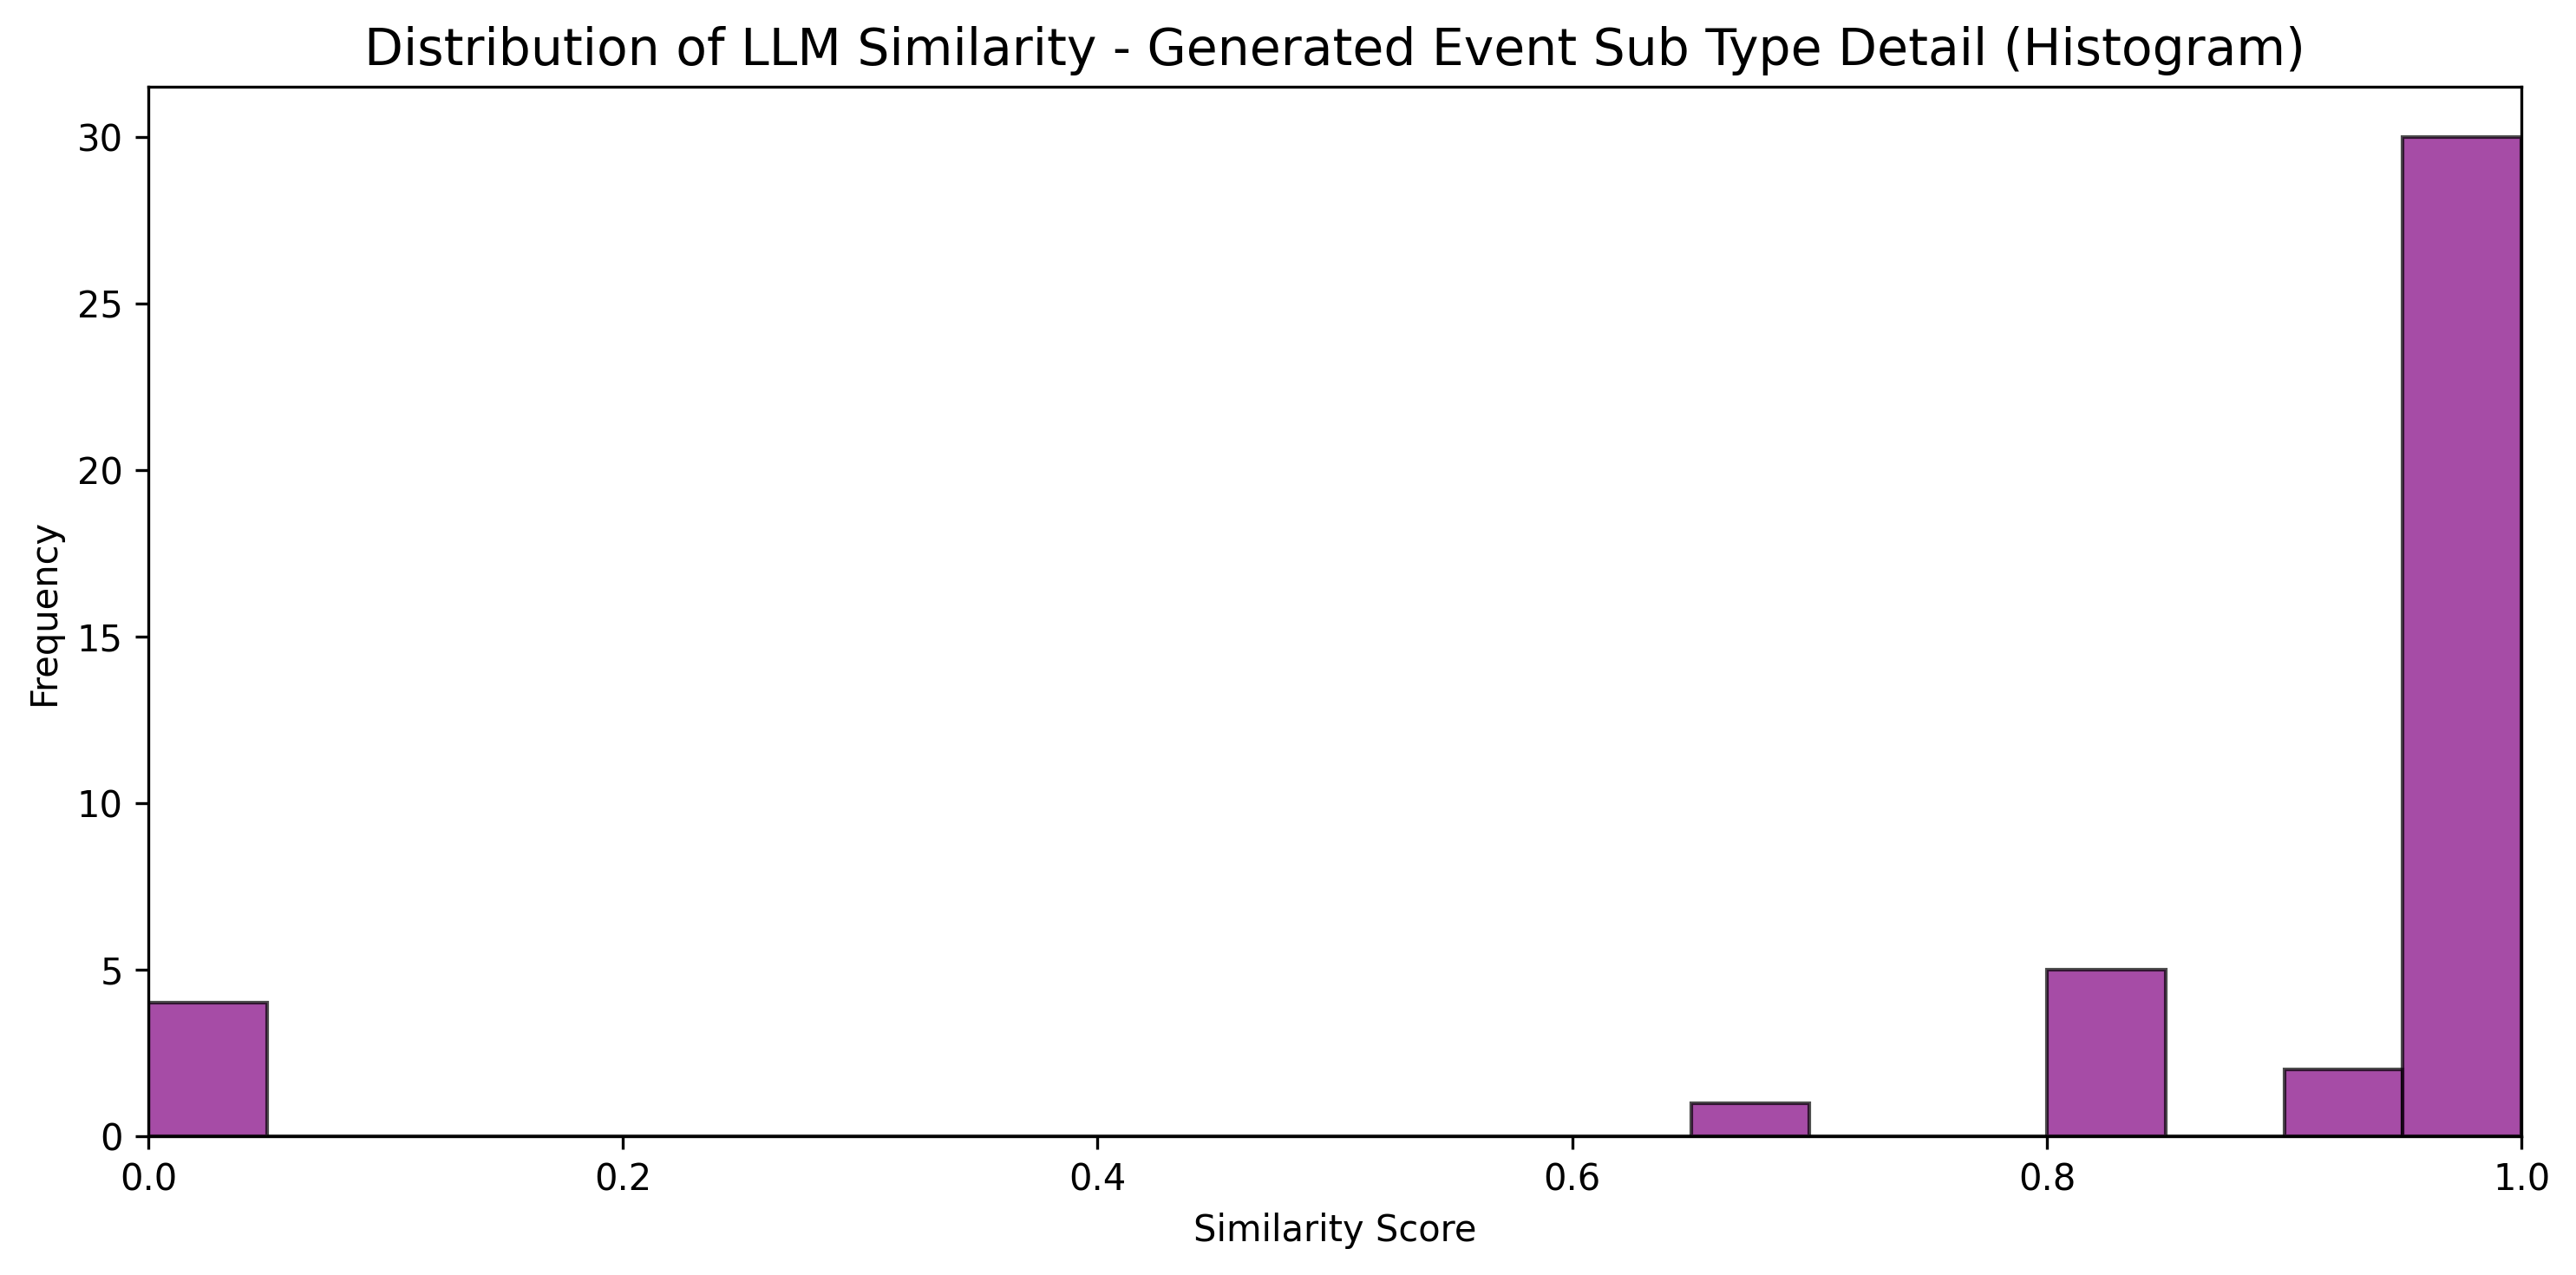 Distribution of LLM Similarity - Generated Event Sub Type Detail (Histogram)
30
25
20
15
10
5
0
Frequency
0.0 0.2 0.4 0.6 0.8 1.0
Similarity Score